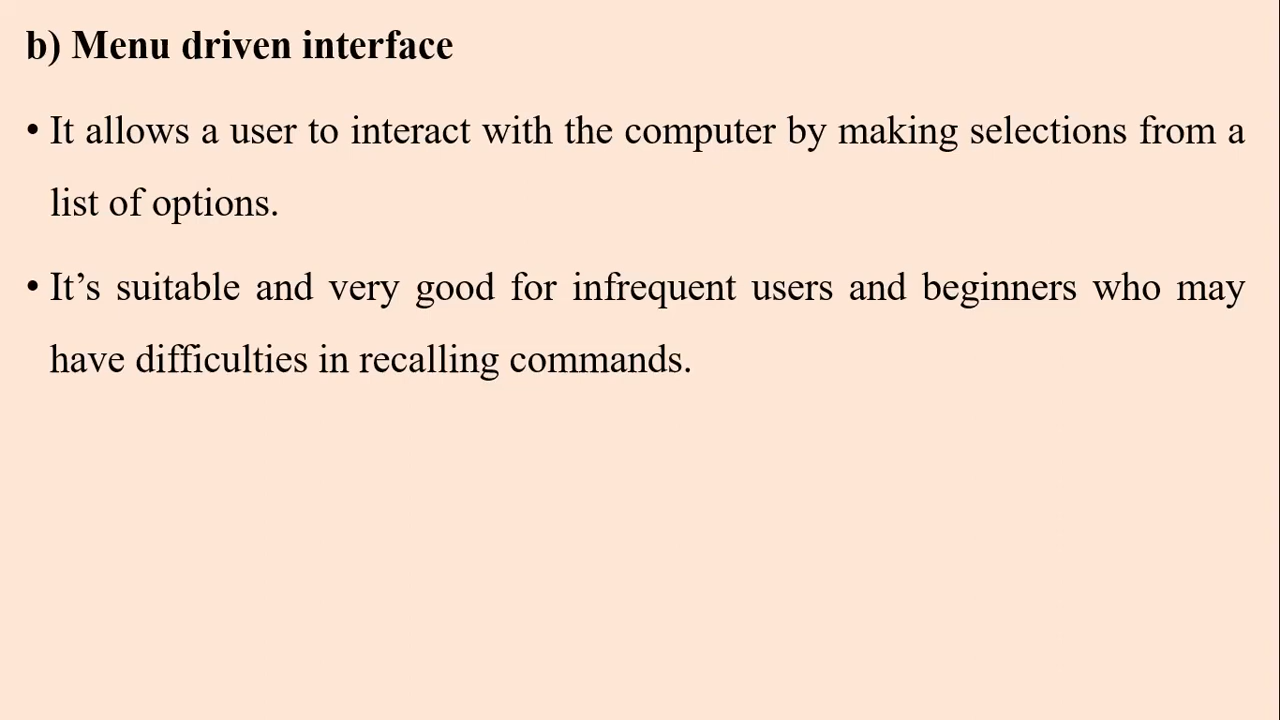 b) Menu driven interface
• It allows a user to interact with the computer by making selections from a
list of options.
• It’s suitable and very good for infrequent users and beginners who may
have difficulties in recalling commands.